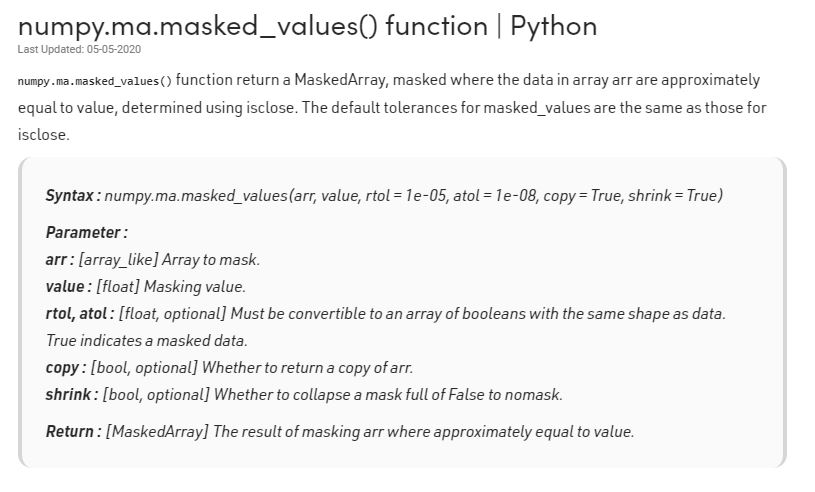 numpy.ma.masked_values() function | Python
Last Updated: 05-05-2020
numpy.ma.masked_values() function return a MaskedArray, masked where the data in array arr are approximately
equal to value, determined using isclose. The default tolerances for masked_values are the same as those for
isclose.
Syntax : numpy.ma.masked_values(arr, value, rtol = 1e-05, atol = 1e-08, copy = True, shrink = True)
Parameter :
arr : [array_like] Array to mask.
value : [float] Masking value.
rtol, atol : [float, optional] Must be convertible to an array of booleans with the same shape as data.
True indicates a masked data.
copy : [bool, optional] Whether to return a copy of arr.
shrink : [bool, optional] Whether to collapse a mask full of False to nomask.
Return : [MaskedArray] The result of masking arr where approximately equal to value.